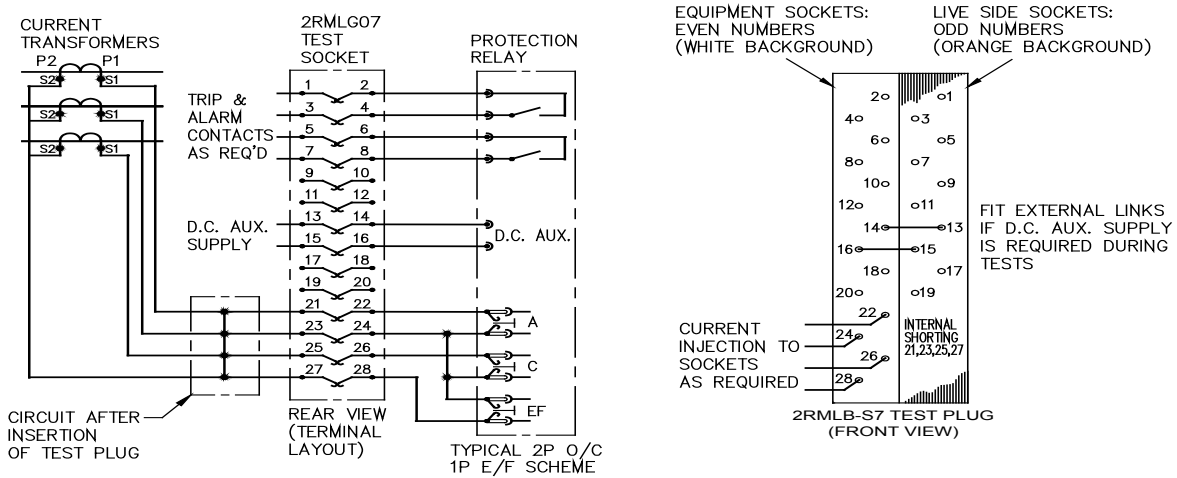 CURRENT
TRANSFORMERS
P2 P1
S2 S1
S2 S1
S2 S1
2RMLG07
TEST
SOCKET
PROTECTION
RELAY
TRIP &
ALARM
CONTACTS
AS REQ'D
1 2
3 4
5 6
7 8
9 10
11 12
13 14
15 16
17 18
19 20
21 22
23 24
25 26
27 28
D.C. AUX.
SUPPLY
D.C. AUX.
A
C
EF
CIRCUIT AFTER
INSERTION
OF TEST PLUG
REAR VIEW
(TERMINAL
LAYOUT)
TYPICAL 2P O/C
1P E/F SCHEME
EQUIPMENT SOCKETS:
EVEN NUMBERS
(WHITE BACKGROUND)
LIVE SIDE SOCKETS:
ODD NUMBERS
(ORANGE BACKGROUND)
2 1
4 3
6 5
8 7
10 9
12 11
14 13
16 15
18 17
20 19
22
24
26
28
INTERNAL
SHORTING
21,23,25,27
FIT EXTERNAL LINKS
IF D.C. AUX. SUPPLY
IS REQUIRED DURING
TESTS
CURRENT
INJECTION TO
SOCKETS
AS REQUIRED
2RMLB-S7 TEST PLUG
(FRONT VIEW)